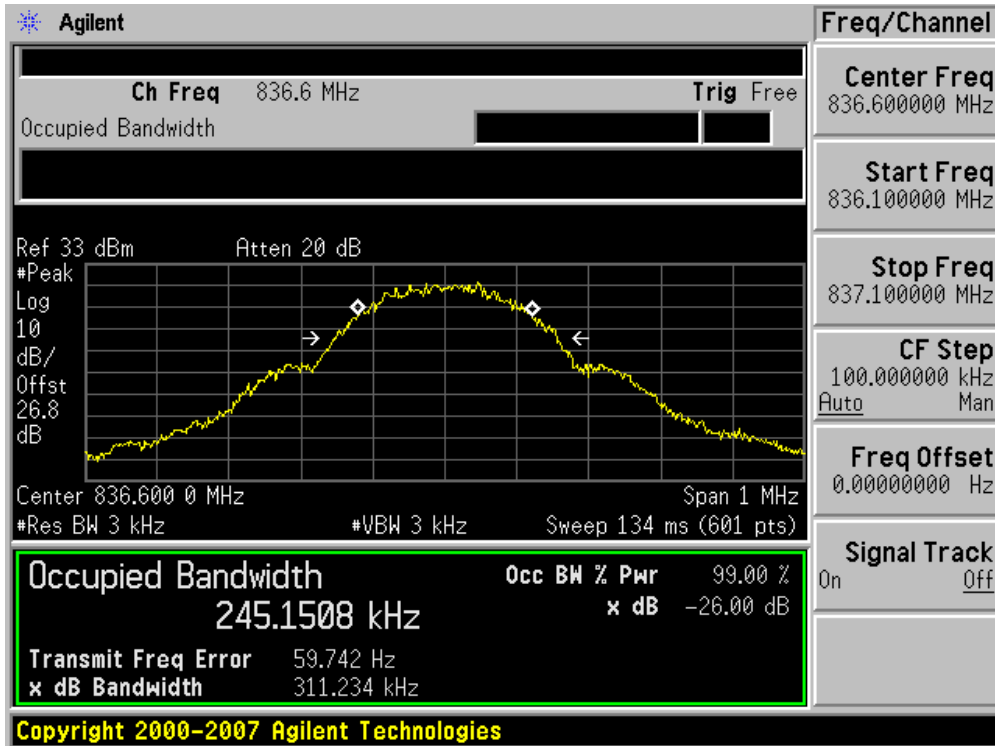 Agilent
Freq/Channel
Ch Freq 836.6 MHz Trig Free
Occupied Bandwidth
Center Freq
836.600000 MHz
Start Freq
836.100000 MHz
Stop Freq
837.100000 MHz
CF Step
100.000000 kHz
Auto Man
Freq Offset
0.00000000 Hz
Signal Track
On Off
Ref 33 dBm Atten 20 dB
#Peak
Log
10
dB/
Offst
26.8
dB
Center 836.600 0 MHz Span 1 MHz
#Res BW 3 kHz #VBW 3 kHz Sweep 134 ms (601 pts)
Occupied Bandwidth Occ BW % Pwr 99.00 %
245.1508 kHz x dB -26.00 dB
Transmit Freq Error 59.742 Hz
x dB Bandwidth 311.234 kHz
Copyright 2000-2007 Agilent Technologies